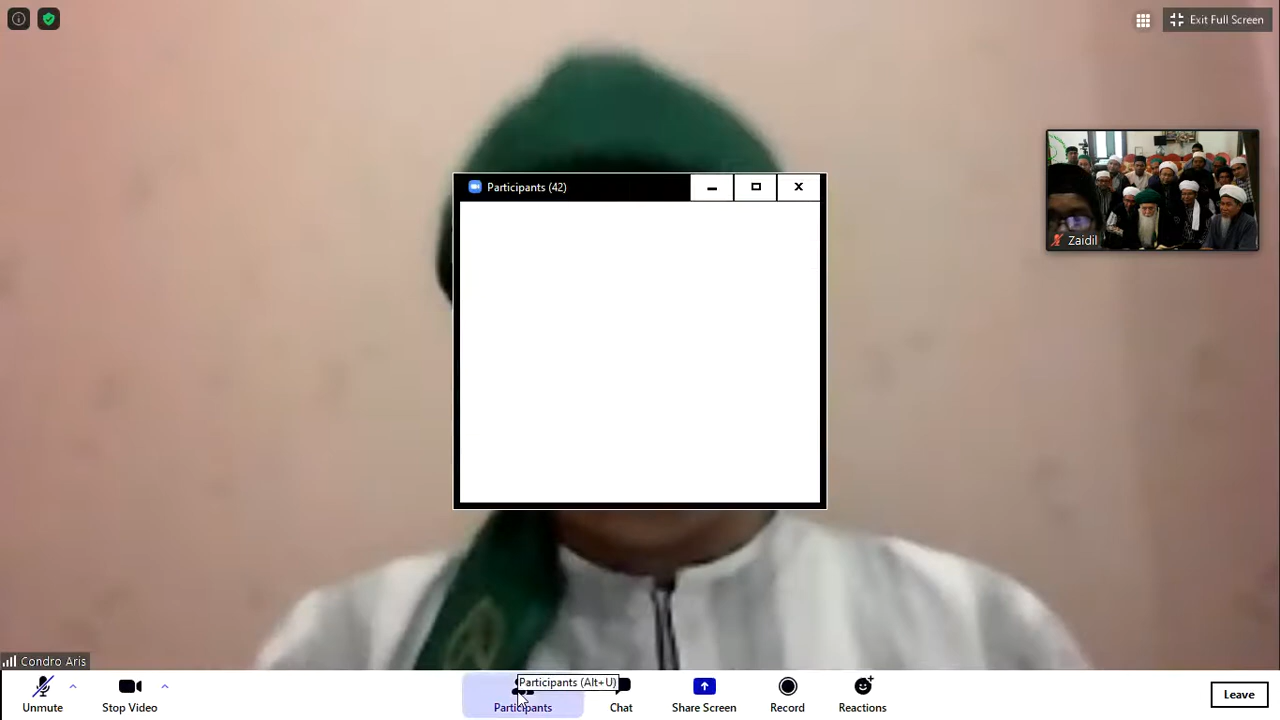 Exit Full Screen
Participants (42)
Zaidil
Condro Aris
Participants (Alt+U)
Unmute
Stop Video
Participants
Chat
Share Screen
Record
Reactions
Leave